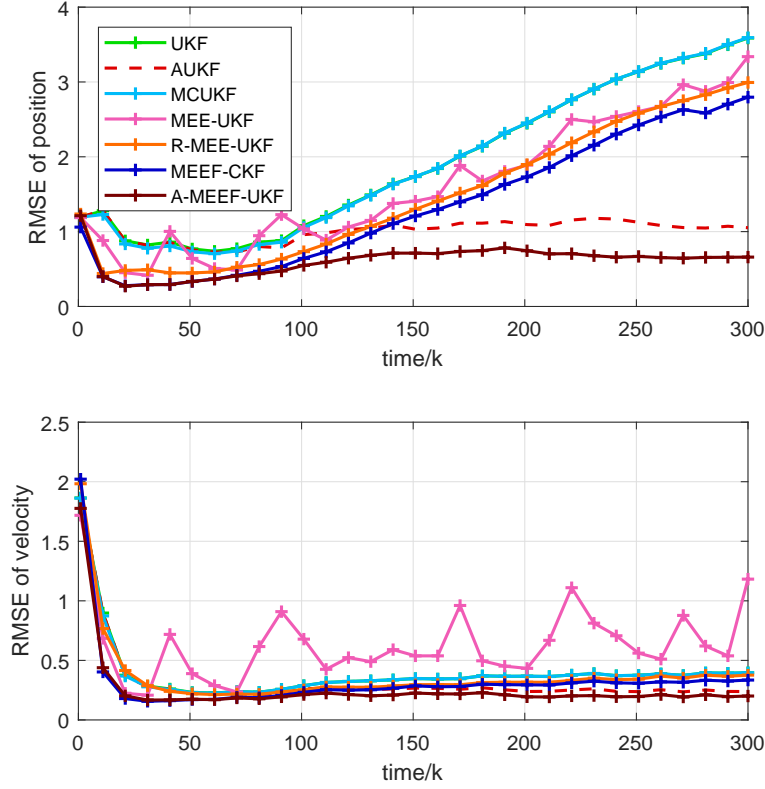 4
3
2
1
0
RMSE of position
UKF
AUKF
MCUKF
MEE-UKF
R-MEE-UKF
MEEF-CKF
A-MEEF-UKF
0 50 100 150 200 250 300
time/k
2.5
2
1.5
1
0.5
0
RMSE of velocity
0 50 100 150 200 250 300
time/k